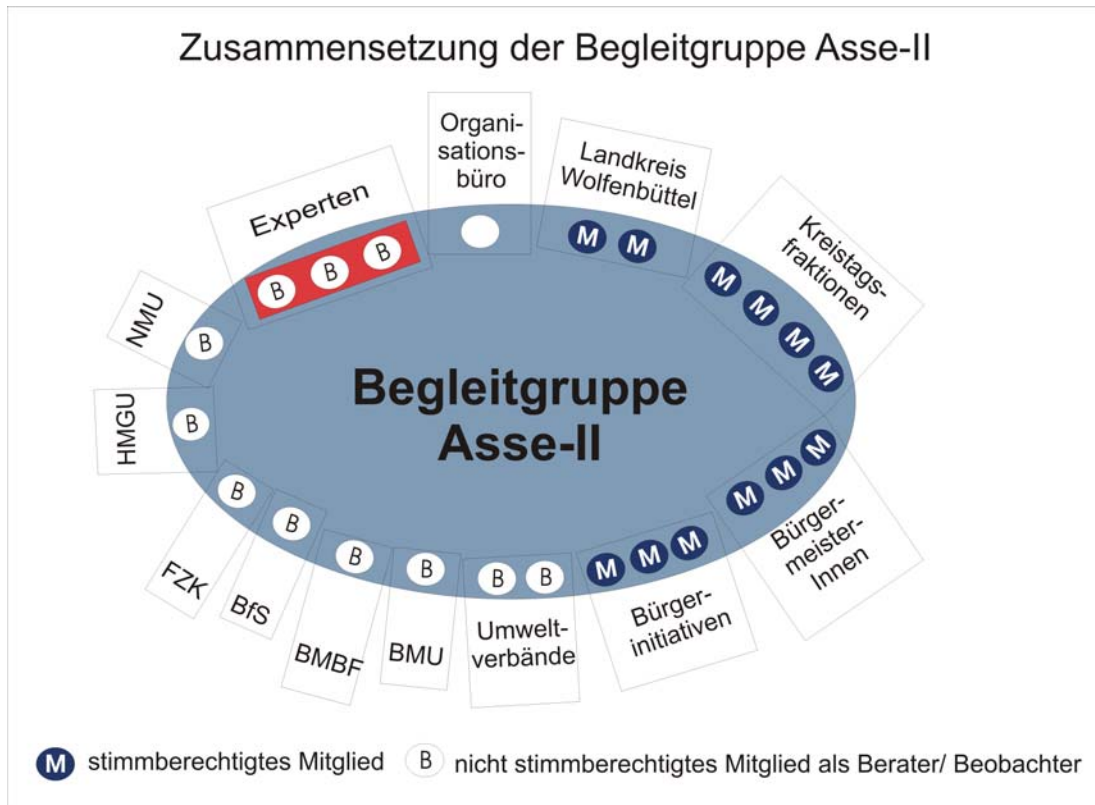 Zusammensetzung der Begleitgruppe Asse-II
Organi-
sations-
büro
Landkreis
Wolfenbüttel
M M
Kreistags-
fraktionen
M M M M
Experten
B B B
NMU
B
HMGU
B
Begleitgruppe
Asse-II
FZK
B
BfS
B
BMBF
B
BMU
B
Umwelt-
verbände
B B
Bürger-
initiativen
M M M
Bürger-
meister-
Innen
M M M
M stimmberechtigtes Mitglied
B nicht stimmberechtigtes Mitglied als Berater/ Beobachter